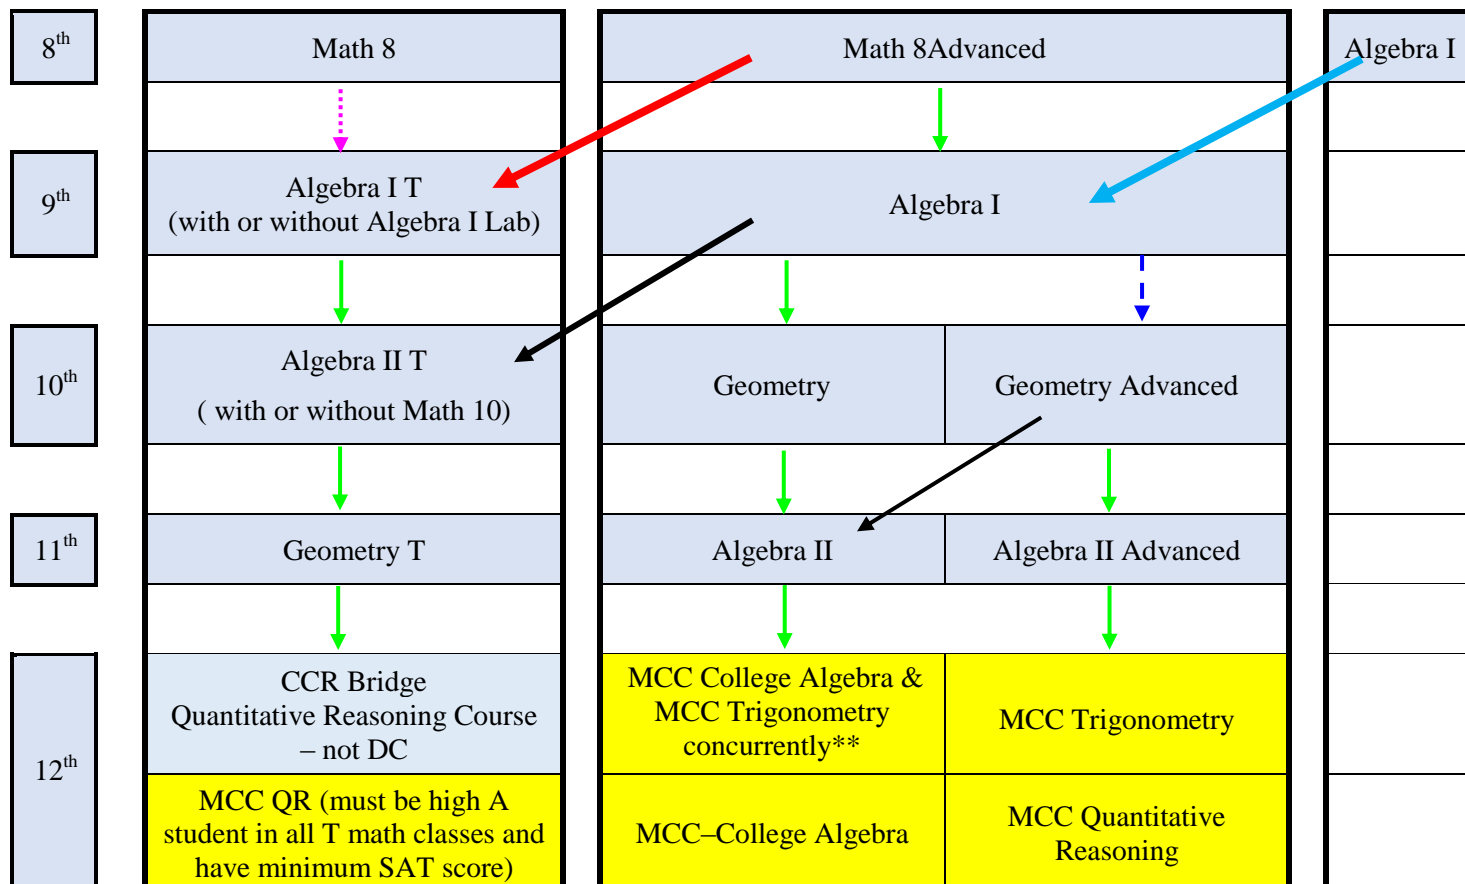 8th
Math 8
Math 8Advanced
Algebra I
9th
Algebra I T
(with or without Algebra I Lab)
Algebra I
10th
Algebra II T
( with or without Math 10)
Geometry
Geometry Advanced
11th
Geometry T
Algebra II
Algebra II Advanced
12th
CCR Bridge
Quantitative Reasoning Course
– not DC
MCC College Algebra &
MCC Trigonometry
concurrently**
MCC Trigonometry
MCC QR (must be high A
student in all T math classes and
have minimum SAT score)
MCC–College Algebra
MCC Quantitative
Reasoning